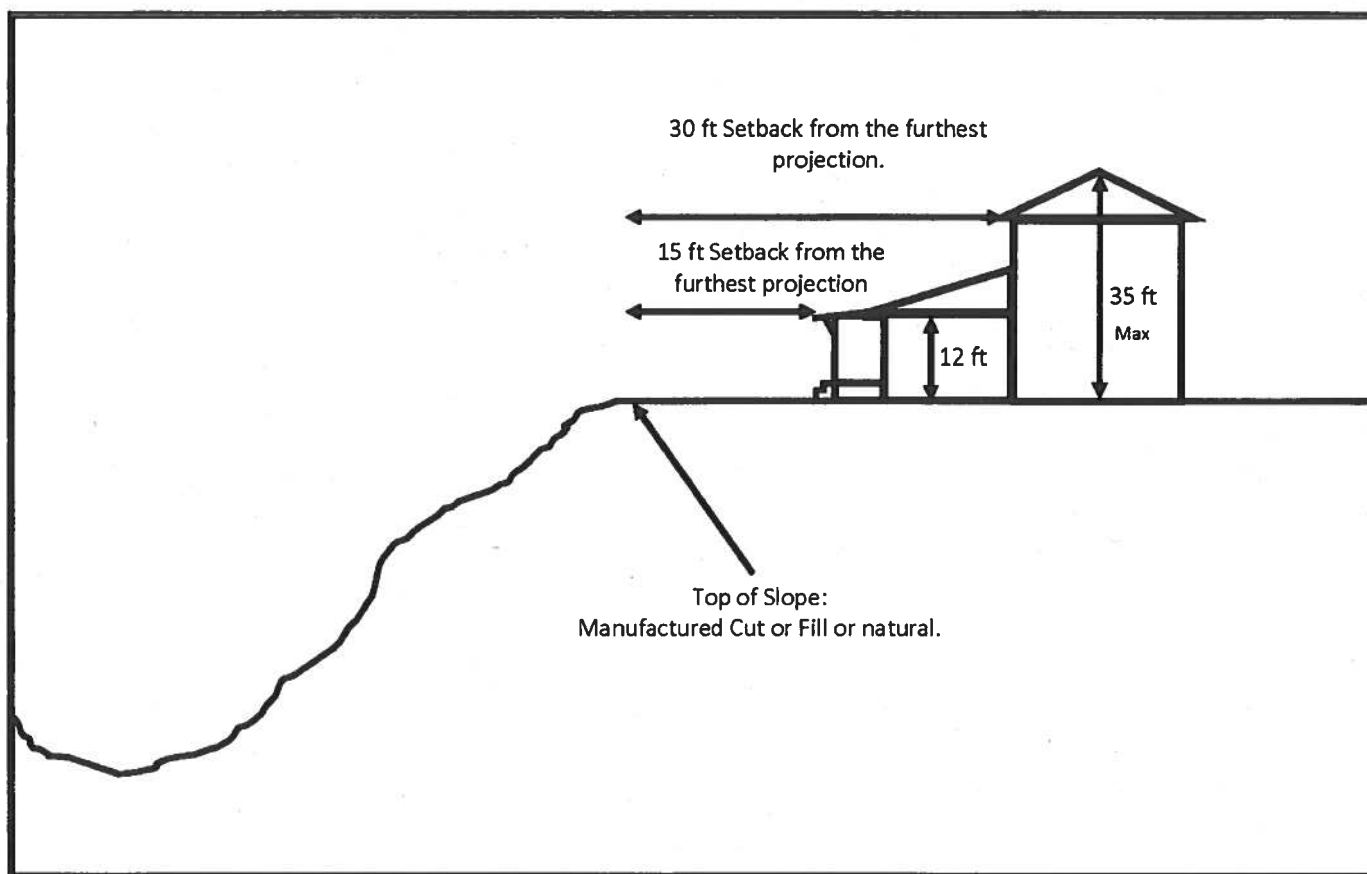 30 ft Setback from the furthest
projection.
15 ft Setback from the
furthest projection
35 ft
Max
12 ft
Top of Slope:
Manufactured Cut or Fill or natural.